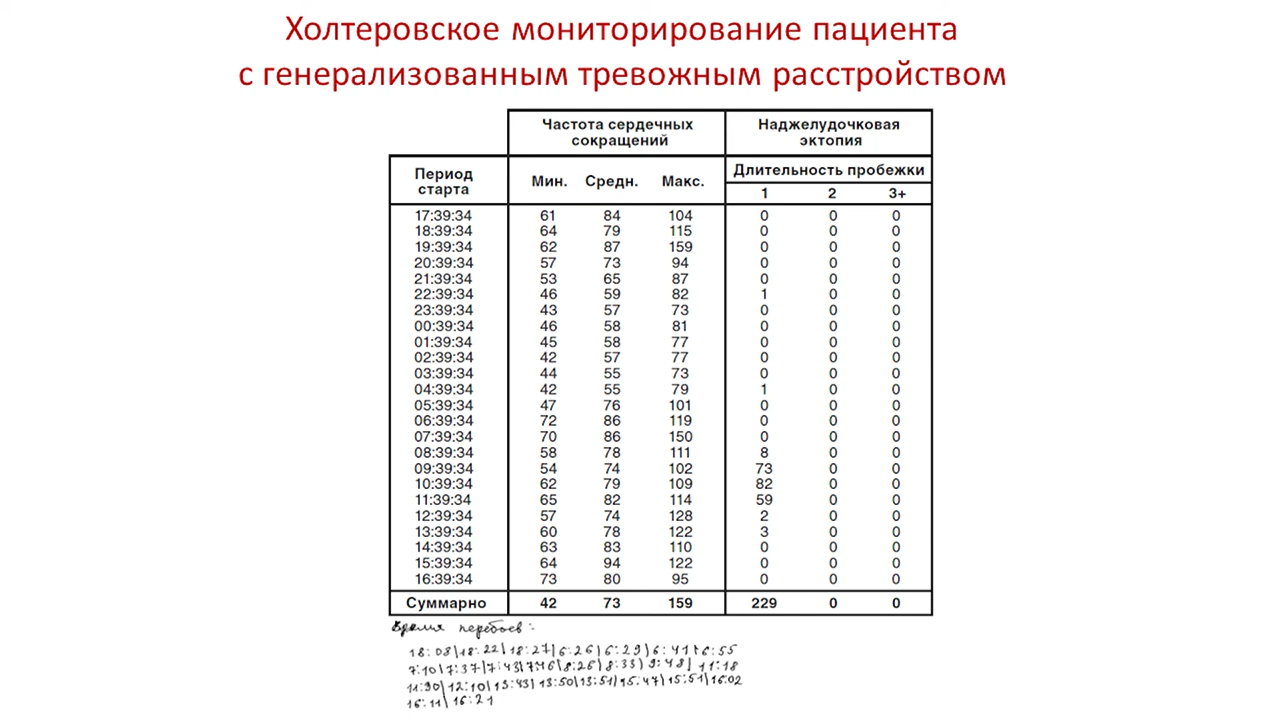 Холтеровское мониторирование пациента
с генерализованным тревожным расстройством
Частота сердечных сокращений Наджелудочковая эктопия
Период старта Мин. Средн. Макс. Длительность пробежки
1 2 3+
17:39:34 61 84 104 0 0 0
18:39:34 64 79 115 0 0 0
19:39:34 62 87 159 0 0 0
20:39:34 57 73 94 0 0 0
21:39:34 53 65 87 0 0 0
22:39:34 46 59 82 1 0 0
23:39:34 43 57 73 0 0 0
00:39:34 46 58 81 0 0 0
01:39:34 45 58 77 0 0 0
02:39:34 42 57 77 0 0 0
03:39:34 44 55 73 0 0 0
04:39:34 42 55 79 1 0 0
05:39:34 47 76 101 0 0 0
06:39:34 72 86 119 0 0 0
07:39:34 70 86 150 0 0 0
08:39:34 58 78 111 8 0 0
09:39:34 54 74 102 73 0 0
10:39:34 62 79 109 82 0 0
11:39:34 65 82 114 59 0 0
12:39:34 57 74 128 2 0 0
13:39:34 60 78 122 3 0 0
14:39:34 63 83 110 0 0 0
15:39:34 64 94 122 0 0 0
16:39:34 73 80 95 0 0 0
Суммарно 42 73 159 229 0 0
Время перебоев:
18:08|18:22|18:27|6:26|6:29|6:41|6:55
7:10|7:37|7:43|7:46|8:26|8:33|9:48|11:18
11:30|12:10|13:43|13:50|13:51|15:47|15:51|16:02
16:11|16:21